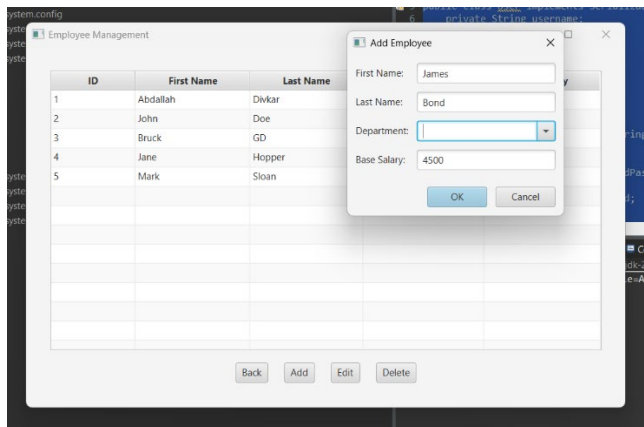 system.config
public class User implements Serializab
6 private String username;
Employee Management
Add Employee
ID First Name Last Name
First Name: James
Last Name: Bond
Department:
Base Salary: 4500
OK Cancel
1 Abdallah Divkar
2 John Doe
3 Bruck GD
4 Jane Hopper
5 Mark Sloan
Back Add Edit Delete